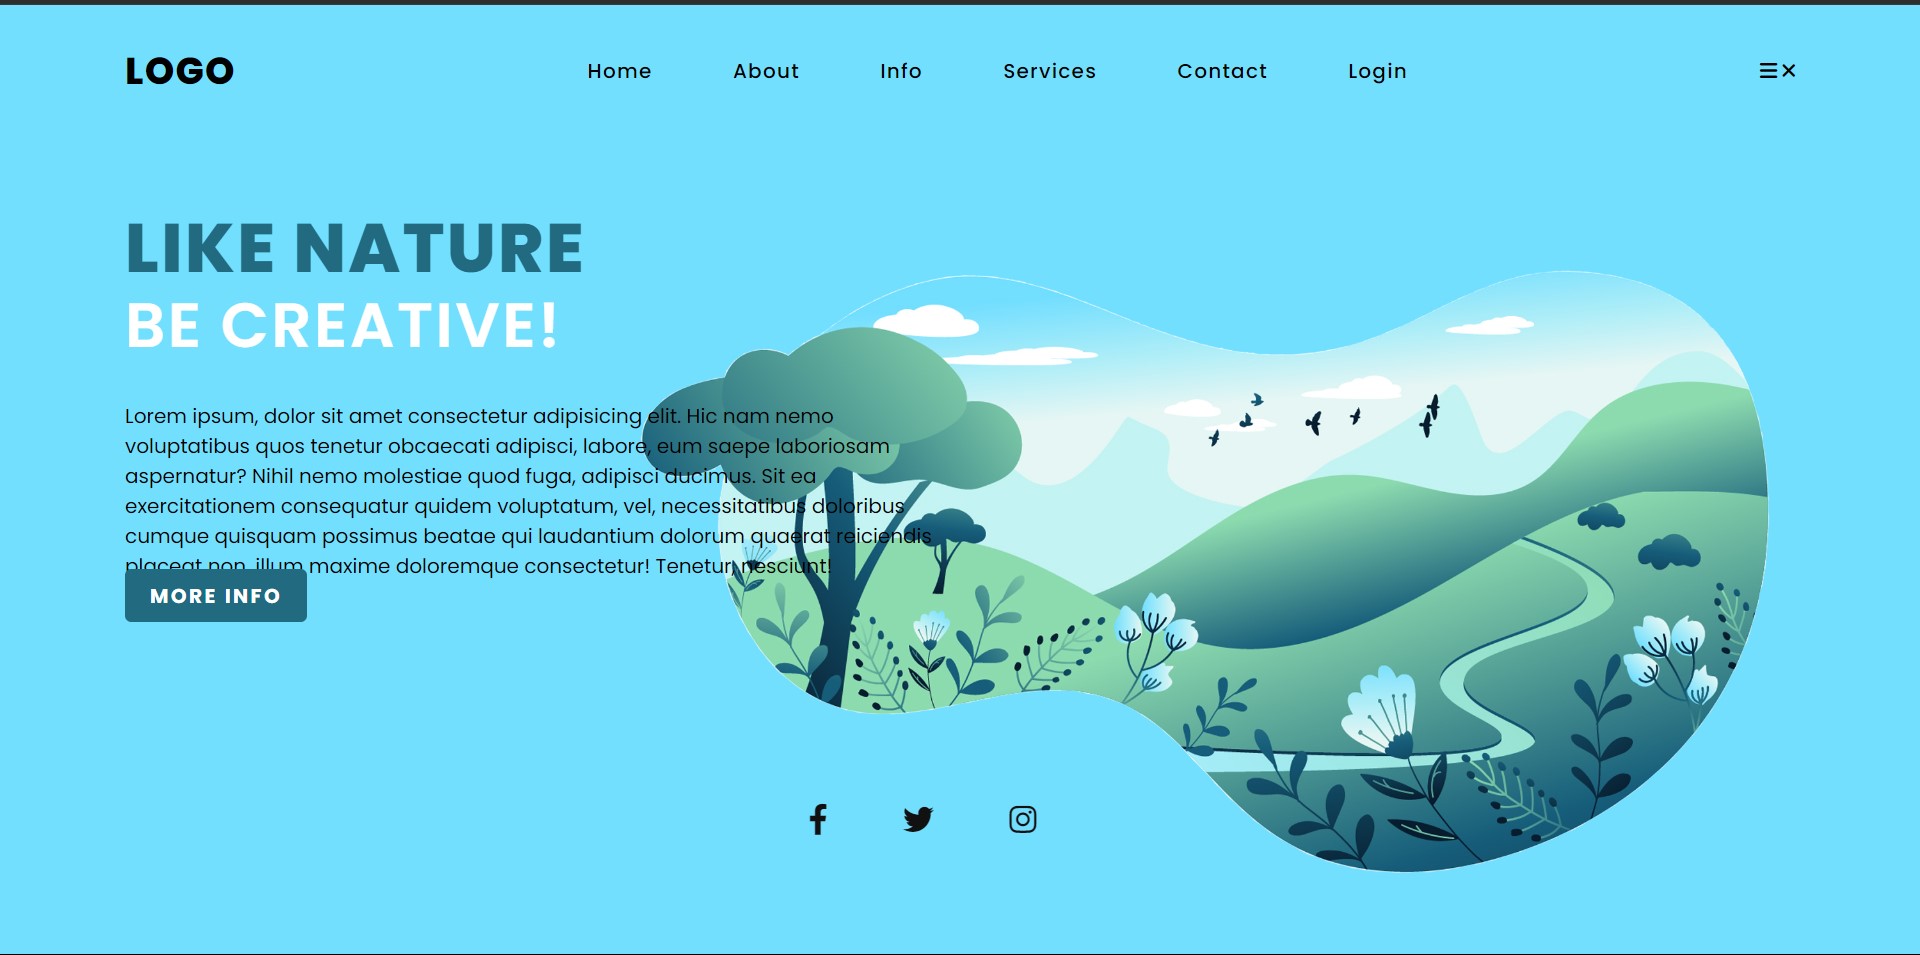 LOGO
Home
About
Info
Services
Contact
Login
LIKE NATURE
BE CREATIVE!
Lorem ipsum, dolor sit amet consectetur adipisicing elit. Hic nam nemo
voluptatibus quos tenetur obcaecati adipisci, labore, eum saepe laboriosam
aspernatur? Nihil nemo molestiae quod fuga, adipisci ducimus. Sit ea
exercitationem consequatur quidem voluptatum, vel, necessitatibus doloribus
cumque quisquam possimus beatae qui laudantium dolorum quaerat reiciendis
placeat non, illum maxime doloremque consectetur! Tenetur, nesciunt!
MORE INFO